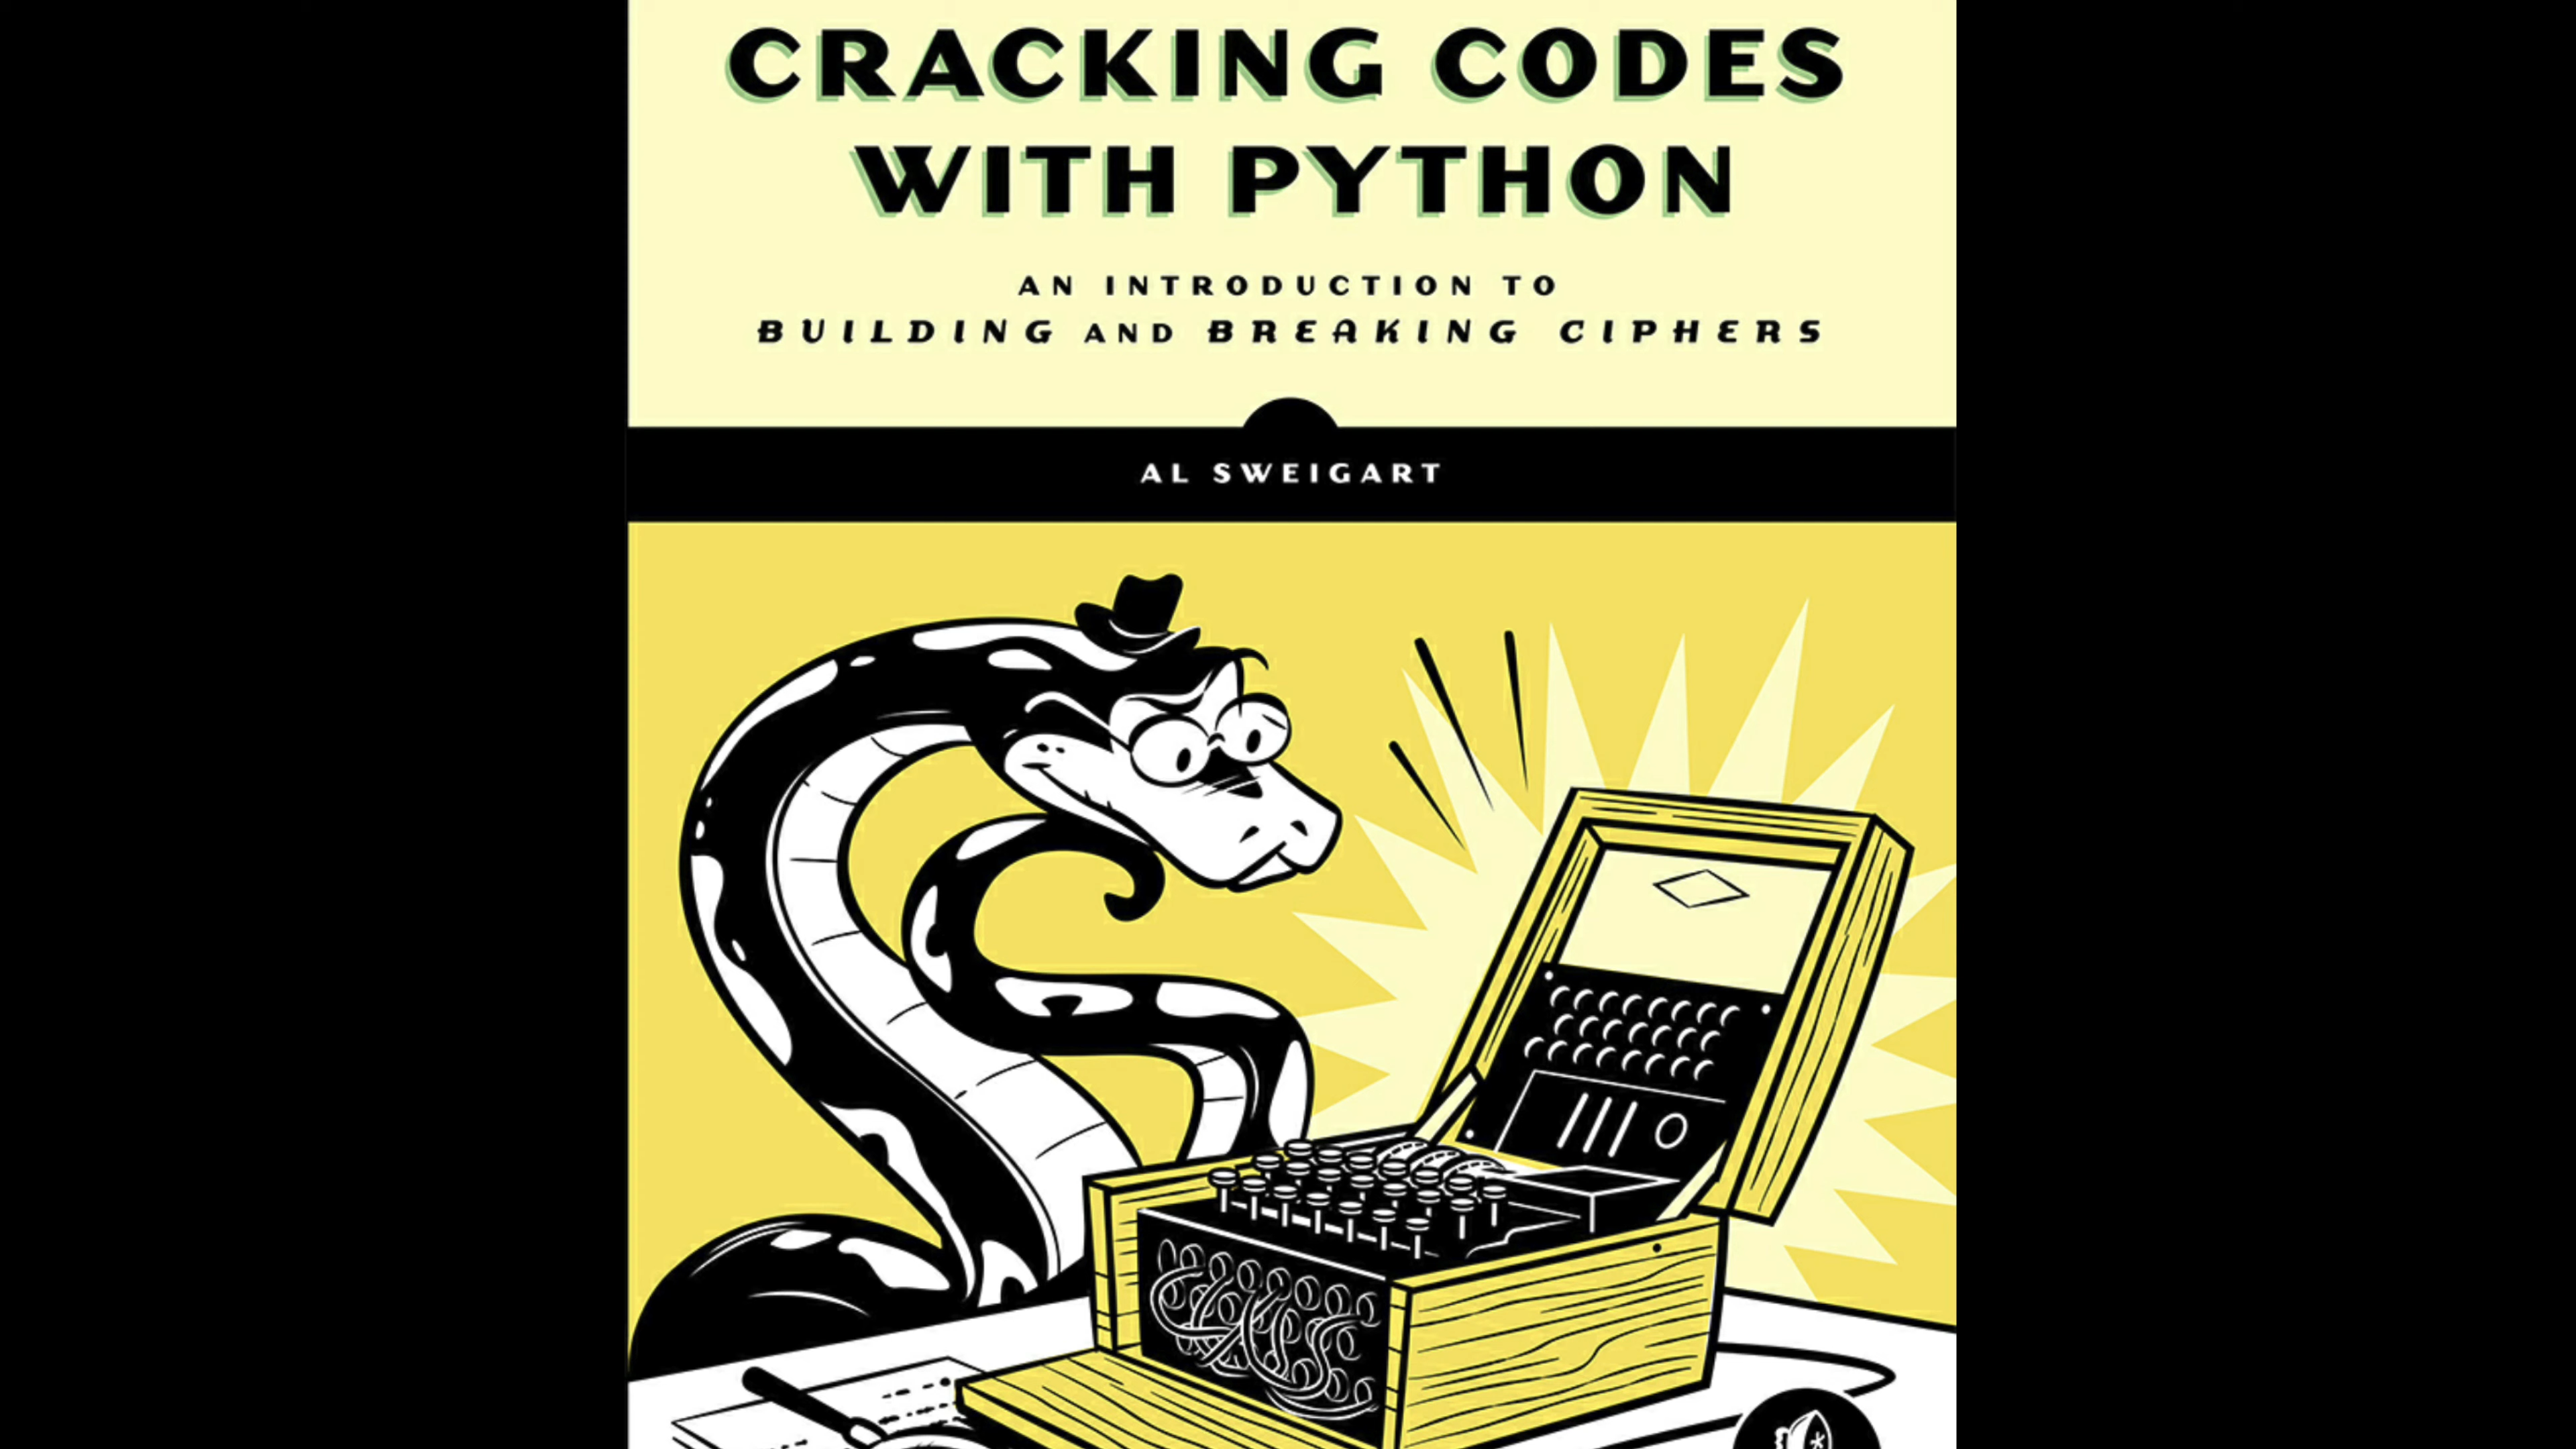 CRACKING CODES
WITH PYTHON
AN INTRODUCTION TO
BUILDING AND BREAKING CIPHERS
AL SWEIGART